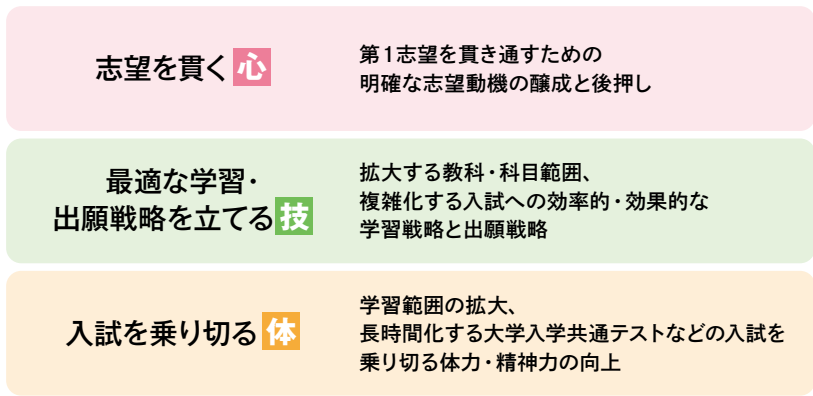 志望を貫く心
第1志望を貫き通すための
明確な志望動機の醸成と後押し
最適な学習・
出願戦略を立てる技
拡大する教科・科目範囲、
複雑化する入試への効率的・効果的な
学習戦略と出願戦略
入試を乗り切る体
学習範囲の拡大、
長時間化する大学入学共通テストなどの入試を
乗り切る体力・精神力の向上